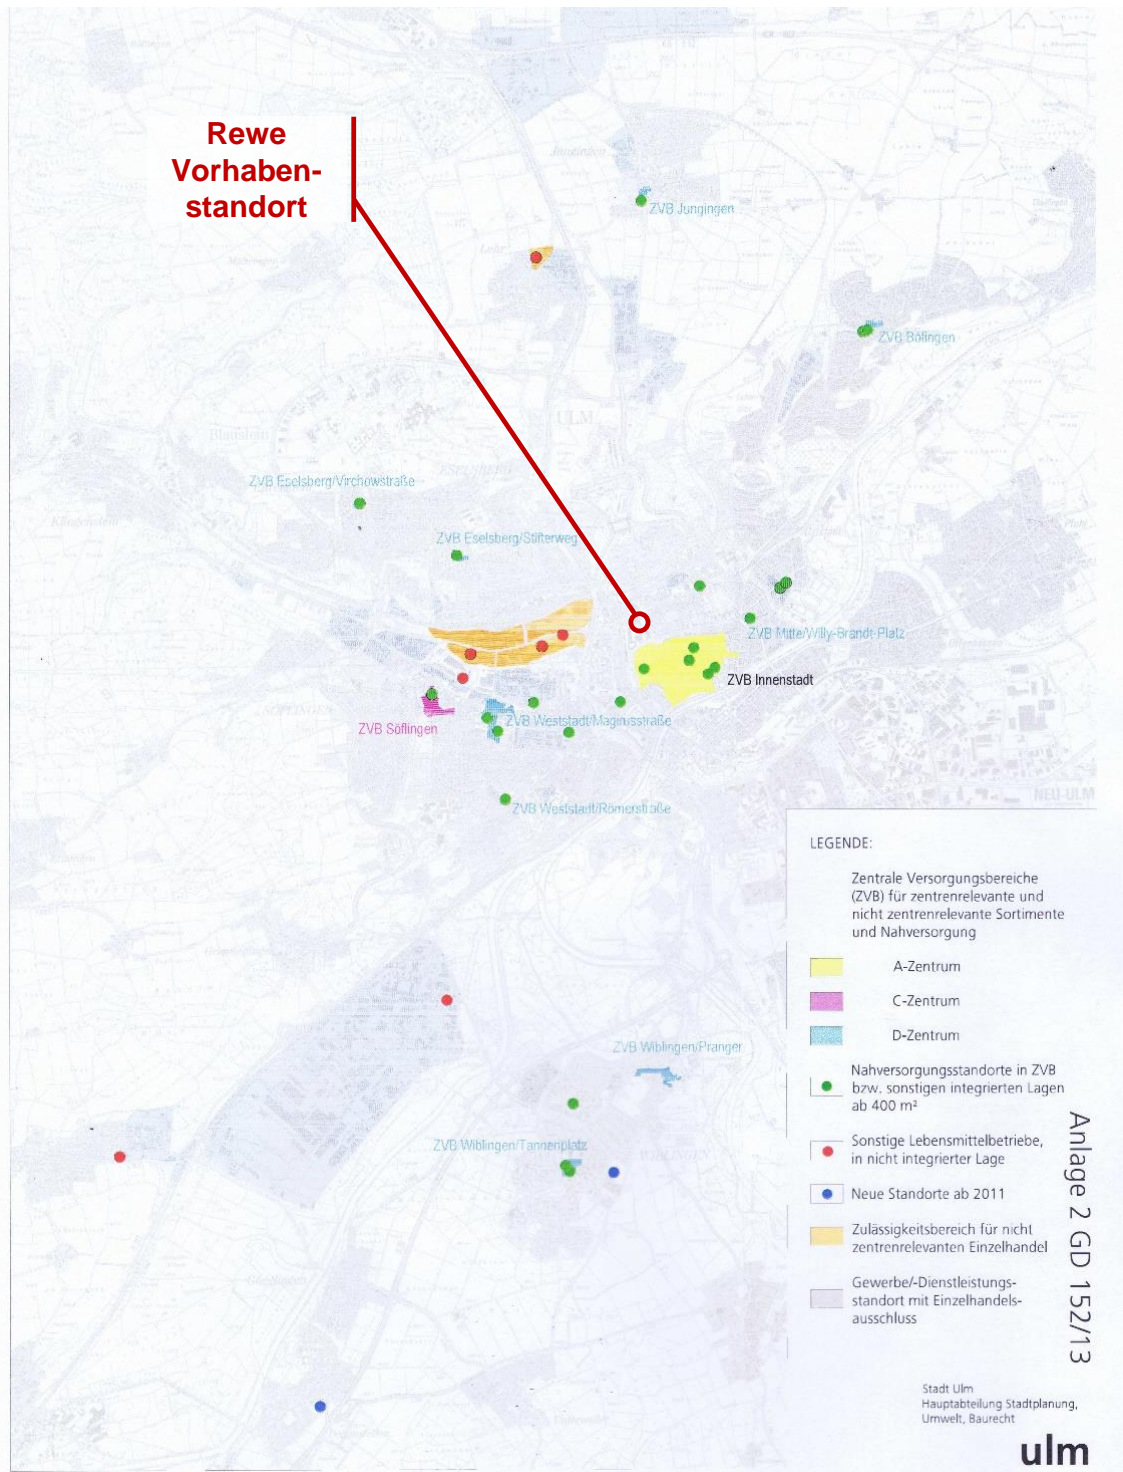 Rewe
Vorhaben-
standort
ZVB Jungingen
ZVB Böfingen
ULM
ZVB Eselsberg/Virchowstraße
ESELSBERG
ZVB Eselsberg/Stifterweg
ZVB Mitte/Willy-Brandt-Platz
ZVB Innenstadt
ZVB Söflingen
ZVB Weststadt/Magirusstraße
ZVB Weststadt/Römerstraße
NEU-ULM
ZVB Wiblingen/Pranger
ZVB Wiblingen/Tannenplatz
WIBLINGEN
LEGENDE:
Zentrale Versorgungsbereiche
(ZVB) für zentrenrelevante und
nicht zentrenrelevante Sortimente
und Nahversorgung
A-Zentrum
C-Zentrum
D-Zentrum
Nahversorgungsstandorte in ZVB
bzw. sonstigen integrierten Lagen
ab 400 m²
Sonstige Lebensmittelbetriebe,
in nicht integrierter Lage
Neue Standorte ab 2011
Zulässigkeitsbereich für nicht
zentrenrelevanten Einzelhandel
Gewerbe/-Dienstleistungs-
standort mit Einzelhandels-
ausschluss
Anlage 2 GD 152/13
Stadt Ulm
Hauptabteilung Stadtplanung,
Umwelt, Baurecht
ulm